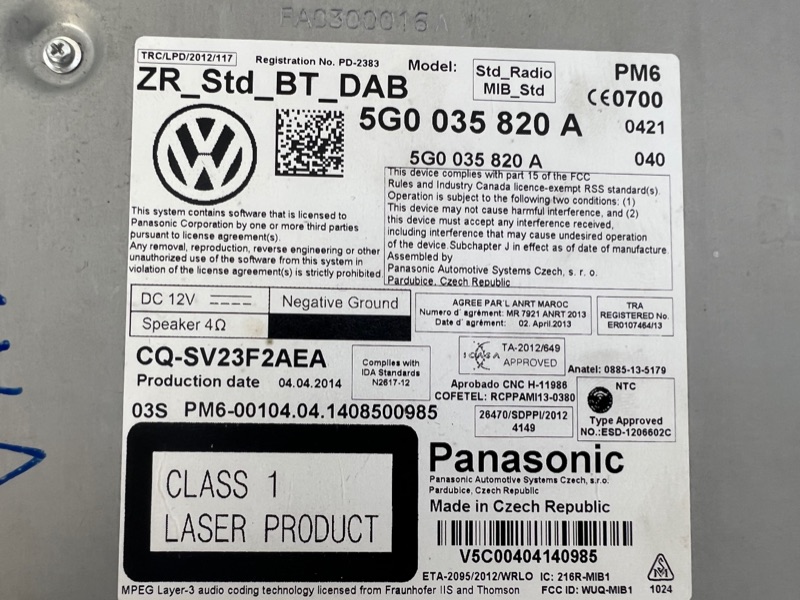 FA0300016A
TRC/LPD/2012/117
Registration No. PD-2383
Model:
Std_Radio
MIB_Std
PM6
ZR_Std_BT_DAB
CE0700
5G0 035 820 A
0421
5G0 035 820 A
040
This device complies with part 15 of the FCC
Rules and Industry Canada licence-exempt RSS standard(s).
Operation is subject to the following two conditions: (1)
This device may not cause harmful interference, and (2)
this device must accept any interference received,
including interference that may cause undesired operation
of the device.Subchapter J in effect as of date of manufacture.
Assembled by
Panasonic Automotive Systems Czech, s. r. o.
Pardubice, Czech Republic
This system contains software that is licensed to
Panasonic Corporation by one or more third parties
pursuant to license agreement(s).
Any removal, reproduction, reverse engineering or other
unauthorized use of the software from this system in
violation of the license agreement(s) is strictly prohibited
DC 12V
Negative Ground
Speaker 4Ω
AGREE PAR'L ANRT MAROC
Numero d' agrément: MR 7921 ANRT 2013
Date d' agrément: 02. April.2013
TRA
REGISTERED No.
ER0107464/13
CQ-SV23F2AEA
Production date 04.04.2014
Complies with
IDA Standards
N2617-12
ICASA
TA-2012/649
APPROVED
Anatel: 0885-13-5179
Aprobado CNC H-11986
COFETEL: RCPPAMI13-0380
NTC
Type Approved
NO.:ESD-1206602C
26470/SDPPI/2012
4149
03S PM6-00104.04.1408500985
CLASS 1
LASER PRODUCT
Panasonic
Panasonic Automotive Systems Czech, s.r.o.
Pardubice, Czech Republic
Made in Czech Republic
V5C00404140985
ETA-2095/2012/WRLO IC: 216R-MIB1
MPEG Layer-3 audio coding technology licensed from Fraunhofer IIS and Thomson
FCC ID: WUQ-MIB1
1024